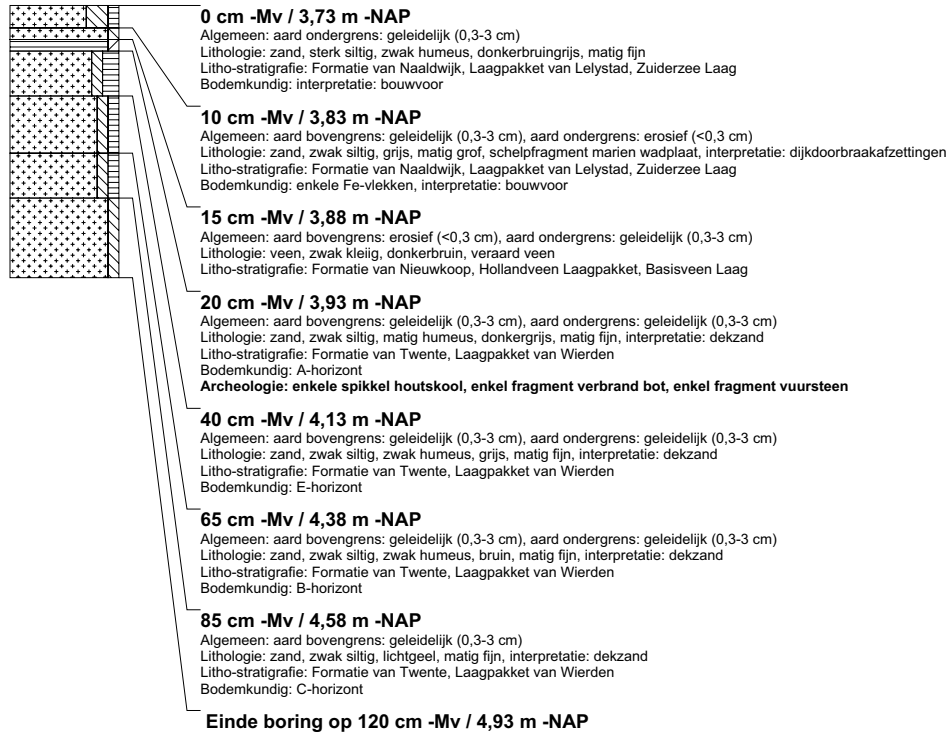 0 cm -Mv / 3,73 m -NAP
Algemeen: aard ondergrens: geleidelijk (0,3-3 cm)
Lithologie: zand, sterk siltig, zwak humeus, donkerbruingrijs, matig fijn
Litho-stratigrafie: Formatie van Naaldwijk, Laagpakket van Lelystad, Zuiderzee Laag
Bodemkundig: interpretatie: bouwvoor
10 cm -Mv / 3,83 m -NAP
Algemeen: aard bovengrens: geleidelijk (0,3-3 cm), aard ondergrens: erosief (<0,3 cm)
Lithologie: zand, zwak siltig, grijs, matig grof, schelpfragment marien wadplaat, interpretatie: dijkdoorbraakafzettingen
Litho-stratigrafie: Formatie van Naaldwijk, Laagpakket van Lelystad, Zuiderzee Laag
Bodemkundig: enkele Fe-vlekken, interpretatie: bouwvoor
15 cm -Mv / 3,88 m -NAP
Algemeen: aard bovengrens: erosief (<0,3 cm), aard ondergrens: geleidelijk (0,3-3 cm)
Lithologie: veen, zwak kleiig, donkerbruin, veraard veen
Litho-stratigrafie: Formatie van Nieuwkoop, Hollandveen Laagpakket, Basisveen Laag
20 cm -Mv / 3,93 m -NAP
Algemeen: aard bovengrens: geleidelijk (0,3-3 cm), aard ondergrens: geleidelijk (0,3-3 cm)
Lithologie: zand, zwak siltig, matig humeus, donkergrijs, matig fijn, interpretatie: dekzand
Litho-stratigrafie: Formatie van Twente, Laagpakket van Wierden
Bodemkundig: A-horizont
Archeologie: enkele spikkel houtskool, enkel fragment verbrand bot, enkel fragment vuursteen
40 cm -Mv / 4,13 m -NAP
Algemeen: aard bovengrens: geleidelijk (0,3-3 cm), aard ondergrens: geleidelijk (0,3-3 cm)
Lithologie: zand, zwak siltig, zwak humeus, grijs, matig fijn, interpretatie: dekzand
Litho-stratigrafie: Formatie van Twente, Laagpakket van Wierden
Bodemkundig: E-horizont
65 cm -Mv / 4,38 m -NAP
Algemeen: aard bovengrens: geleidelijk (0,3-3 cm), aard ondergrens: geleidelijk (0,3-3 cm)
Lithologie: zand, zwak siltig, zwak humeus, bruin, matig fijn, interpretatie: dekzand
Litho-stratigrafie: Formatie van Twente, Laagpakket van Wierden
Bodemkundig: B-horizont
85 cm -Mv / 4,58 m -NAP
Algemeen: aard bovengrens: geleidelijk (0,3-3 cm)
Lithologie: zand, zwak siltig, lichtgeel, matig fijn, interpretatie: dekzand
Litho-stratigrafie: Formatie van Twente, Laagpakket van Wierden
Bodemkundig: C-horizont
Einde boring op 120 cm -Mv / 4,93 m -NAP